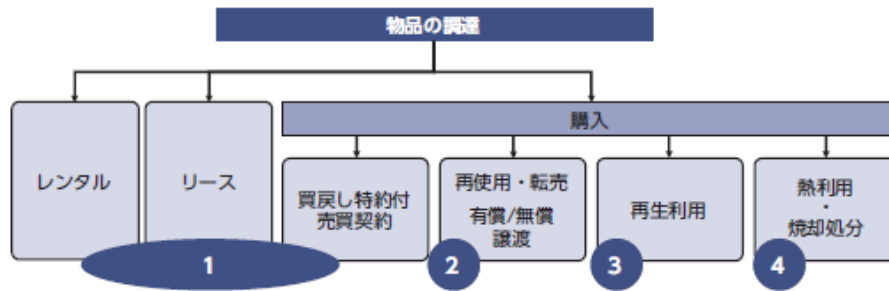 物品の調達
レンタル
リース
購入
買戻し特約付
売買契約
再使用・転売
有償/無償
譲渡
再生利用
熱利用
・
焼却処分
1
2
3
4